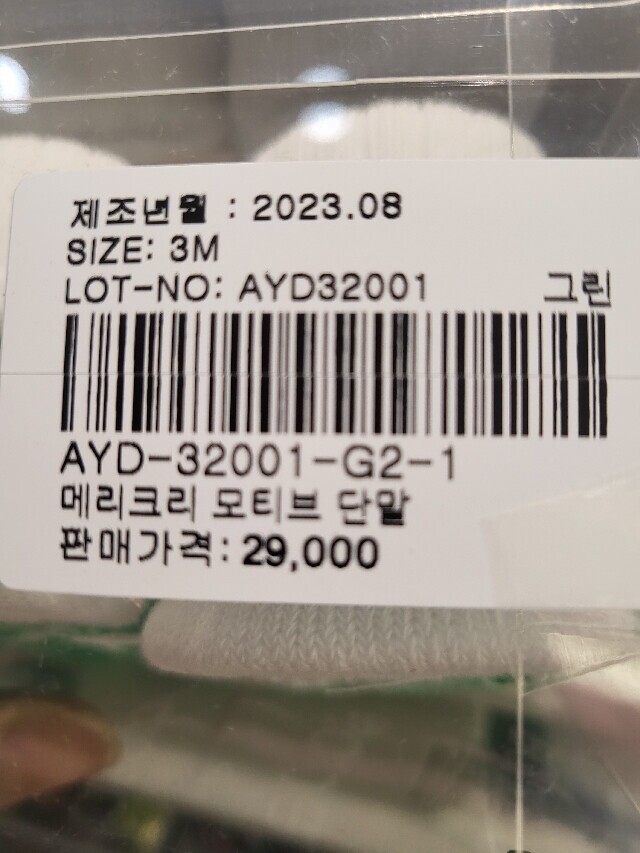 제조년월 : 2023.08
SIZE: 3M
LOT-NO: AYD32001 그린
AYD-32001-G2-1
메리크리 모티브 단말
판매가격: 29,000